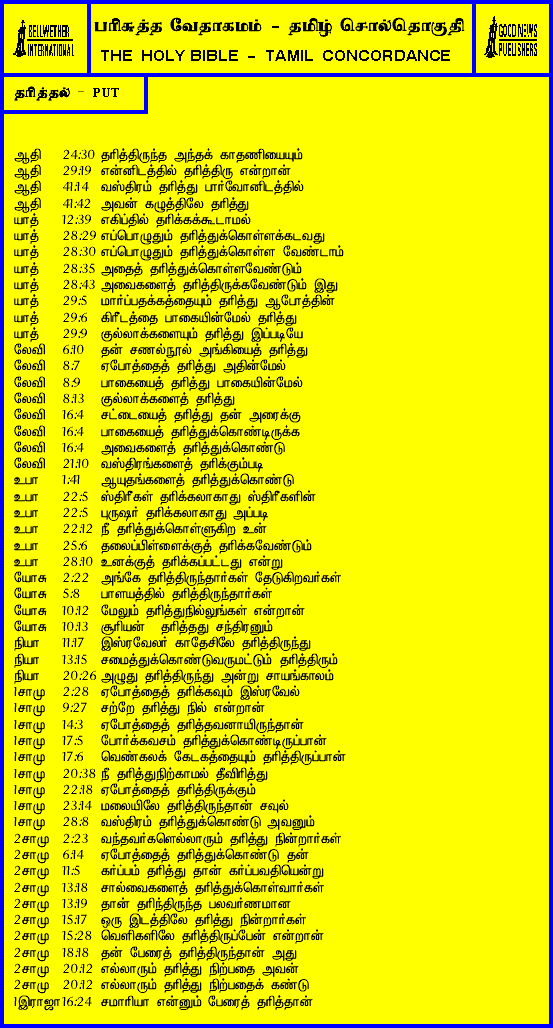 BELLWETHER
INTERNATIONAL
பரிசுத்த வேதாகமம் - தமிழ் சொல்தொகுதி
THE HOLY BIBLE - TAMIL CONCORDANCE
GOOD NEWS
PUBLISHERS
தரித்தல் - PUT
ஆதி 24:30 தரித்திருந்த அந்தக் காதணியையும்
ஆதி 29:19 என்னிடத்தில் தரித்திரு என்றான்
ஆதி 41:14 வஸ்திரம் தரித்து பார்வோனிடத்தில்
ஆதி 41:42 அவன் கழுத்திலே தரித்து
யாத் 12:39 எகிப்தில் தரிக்கக்கூடாமல்
யாத் 28:29 எப்பொழுதும் தரித்துக்கொள்ளக்கடவது
யாத் 28:30 எப்பொழுதும் தரித்துக்கொள்ள வேண்டாம்
யாத் 28:35 அதைத் தரித்துக்கொள்ளவேண்டும்
யாத் 28:43 அவைகளைத் தரித்திருக்கவேண்டும் இது
யாத் 29:5 மார்ப்பதக்கத்தையும் தரித்து ஆபோத்தின்
யாத் 29:6 கிரீடத்தை பாகையின்மேல் தரித்து
யாத் 29:9 குல்லாக்களையும் தரித்து இப்படியே
லேவி 6:10 தன் சணல்நூல் அங்கியைத் தரித்து
லேவி 8:7 ஏபோத்தைத் தரித்து அதின்மேல்
லேவி 8:9 பாகையைத் தரித்து பாகையின்மேல்
லேவி 8:13 குல்லாக்களைத் தரித்து
லேவி 16:4 சட்டையைத் தரித்து தன் அரைக்கு
லேவி 16:4 பாகையைத் தரித்துக்கொண்டிருக்க
லேவி 16:4 அவைகளைத் தரித்துக்கொண்டு
லேவி 21:10 வஸ்திரங்களைத் தரிக்கும்படி
உபா 1:41 ஆயுதங்களைத் தரித்துக்கொண்டு
உபா 22:5 ஸ்திரீகள் தரிக்கலாகாது ஸ்திரீகளின்
உபா 22:5 புருஷர் தரிக்கலாகாது அப்படி
உபா 22:12 நீ தரித்துக்கொள்ளுகிற உன்
உபா 25:6 தலைப்பிள்ளைக்குத் தரிக்கவேண்டும்
உபா 28:10 உனக்குத் தரிக்கப்பட்டது என்று
யோசு 2:22 அங்கே தரித்திருந்தார்கள் தேடுகிறவர்கள்
யோசு 5:8 பாளயத்தில் தரித்திருந்தார்கள்
யோசு 10:12 மேலும் தரித்துநில்லுங்கள் என்றான்
யோசு 10:13 சூரியன் தரித்தது சந்திரனும்
நியா 11:17 இஸ்ரவேலர் காதேசிலே தரித்திருந்து
நியா 13:15 சமைத்துக்கொண்டுவருமட்டும் தரித்திரும்
நியா 20:26 அழுது தரித்திருந்து அன்று சாயங்காலம்
1சாமு 2:28 ஏபோத்தைத் தரிக்கவும் இஸ்ரவேல்
1சாமு 9:27 சற்றே தரித்து நில் என்றான்
1சாமு 14:3 ஏபோத்தைத் தரித்தவனாயிருந்தான்
1சாமு 17:5 போர்க்கவசம் தரித்துக்கொண்டிருப்பான்
1சாமு 17:6 வெண்கலக் கேடகத்தையும் தரித்திருப்பான்
1சாமு 20:38 நீ தரித்துநிற்காமல் தீவிரித்து
1சாமு 22:18 ஏபோத்தைத் தரித்திருக்கும்
1சாமு 23:14 மலையிலே தரித்திருந்தான் சவுல்
1சாமு 28:8 வஸ்திரம் தரித்துக்கொண்டு அவனும்
2சாமு 2:23 வந்தவர்களெல்லாரும் தரித்து நின்றார்கள்
2சாமு 6:14 ஏபோத்தைத் தரித்துக்கொண்டு தன்
2சாமு 11:5 கர்ப்பம் தரித்து தான் கர்ப்பவதியென்று
2சாமு 13:18 சால்வைகளைத் தரித்துக்கொள்வார்கள்
2சாமு 13:19 தான் தரிந்திருந்த பலவர்ணமான
2சாமு 15:17 ஒரு இடத்திலே தரித்து நின்றார்கள்
2சாமு 15:28 வெளிகளிலே தரித்திருப்பேன் என்றான்
2சாமு 18:18 தன் பேரைத் தரித்திருந்தான் அது
2சாமு 20:12 எல்லாரும் தரித்து நிற்பதை அவன்
2சாமு 20:12 எல்லாரும் தரித்து நிற்பதைக் கண்டு
1இராஜா 16:24 சமாரியா என்னும் பேரைத் தரித்தான்